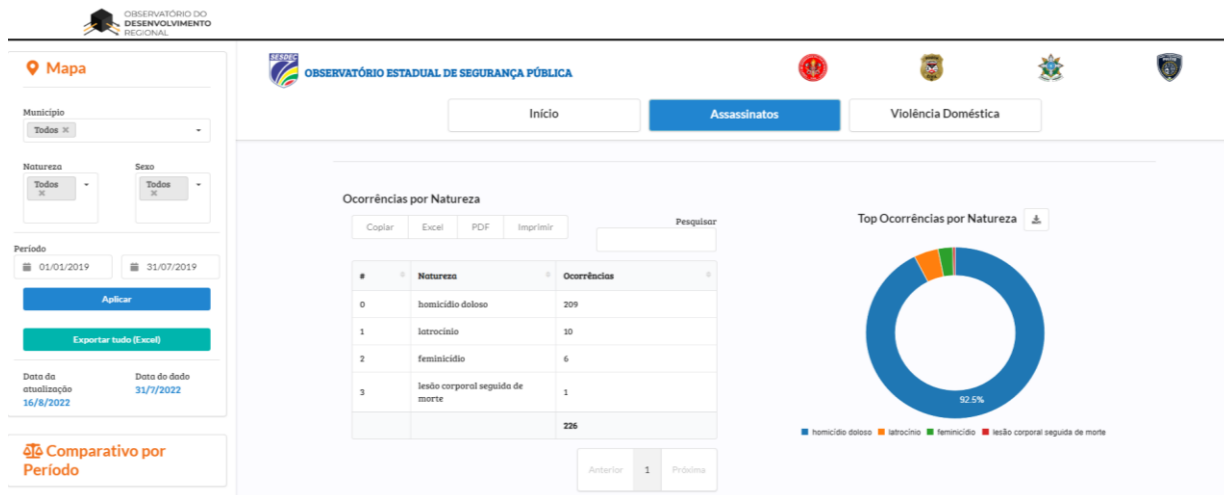 OBSERVATÓRIO DO
DESENVOLVIMENTO
REGIONAL
Mapa
Município
Todos ×
Natureza
Sexo
Todos ×
Todos ×
Período
01/01/2019
31/07/2019
Aplicar
Exportar tudo (Excel)
Data da atualização
16/8/2022
Data do dado
31/7/2022
Comparativo por
Período
SESDEC
OBSERVATÓRIO ESTADUAL DE SEGURANÇA PÚBLICA
Início
Assassinatos
Violência Doméstica
Ocorrências por Natureza
Copiar
Excel
PDF
Imprimir
Pesquisar
# Natureza Ocorrências
0 homicídio doloso 209
1 latrocínio 10
2 feminicídio 6
3 lesão corporal seguida de morte 1
226
Anterior 1 Próxima
Top Ocorrências por Natureza
92.5%
homicídio doloso latrocínio feminicídio lesão corporal seguida de morte